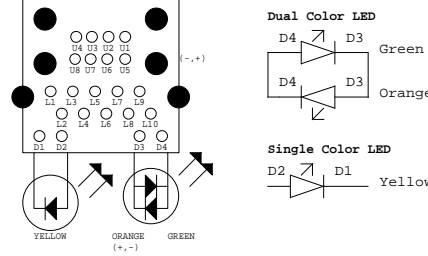 U4 U3 U2 U1
U8 U7 U6 U5
(-,+)
L1 L3 L5 L7 L9
L2 L4 L6 L8 L10
D1 D2 D3 D4
YELLOW ORANGE GREEN
(+,-)
Dual Color LED
D4 D3
Green
D4 D3
Orange
Single Color LED
D2 D1
Yellow